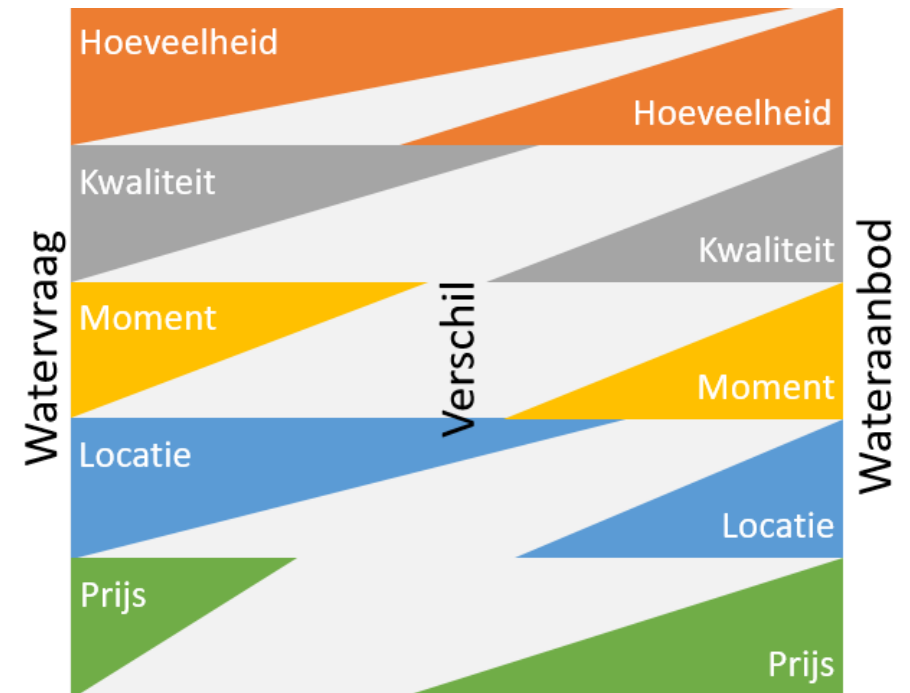 Hoeveelheid
Hoeveelheid
Kwaliteit
Kwaliteit
Watervraag
Verschil
Wateraanbod
Moment
Moment
Locatie
Locatie
Prijs
Prijs